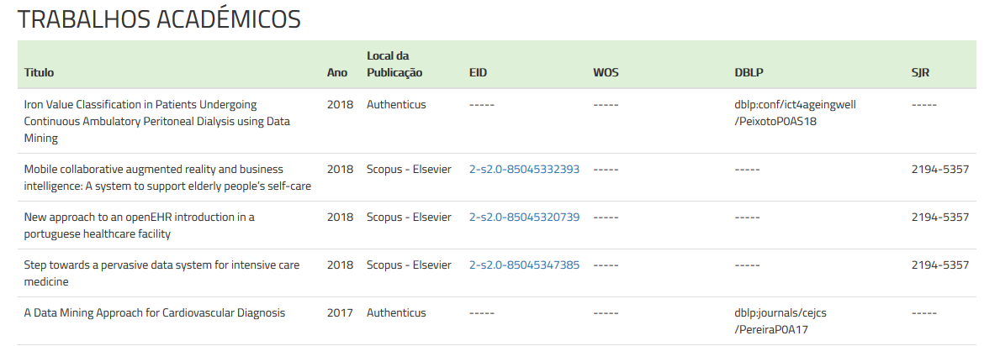 TRABALHOS ACADÉMICOS
Local da
Titulo Ano Publicação EID WOS DBLP SJR
Iron Value Classification in Patients Undergoing 2018 Authenticus ----- ----- dblp:conf/ict4ageingwell -----
Continuous Ambulatory Peritoneal Dialysis using Data /PeixotoP0AS18
Mining
Mobile collaborative augmented reality and business 2018 Scopus - Elsevier 2-s2.0-85045332393 ----- ----- 2194-5357
intelligence: A system to support elderly people’s self-care
New approach to an openEHR introduction in a 2018 Scopus - Elsevier 2-s2.0-85045320739 ----- ----- 2194-5357
portuguese healthcare facility
Step towards a pervasive data system for intensive care 2018 Scopus - Elsevier 2-s2.0-85045347385 ----- ----- 2194-5357
medicine
A Data Mining Approach for Cardiovascular Diagnosis 2017 Authenticus ----- ----- dblp:journals/cejcs -----
/PereiraP0A17